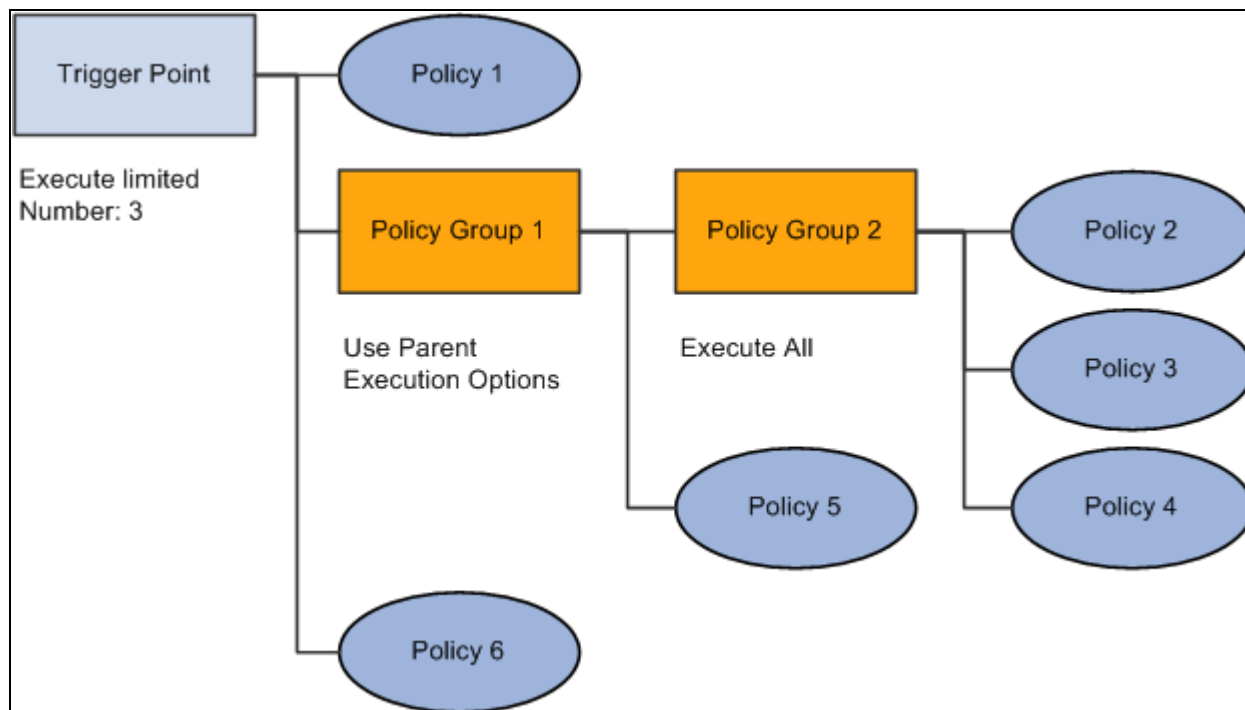 Trigger Point
Policy 1
Execute limited
Number: 3
Policy Group 1
Policy Group 2
Policy 2
Use Parent
Execution Options
Execute All
Policy 3
Policy 5
Policy 4
Policy 6